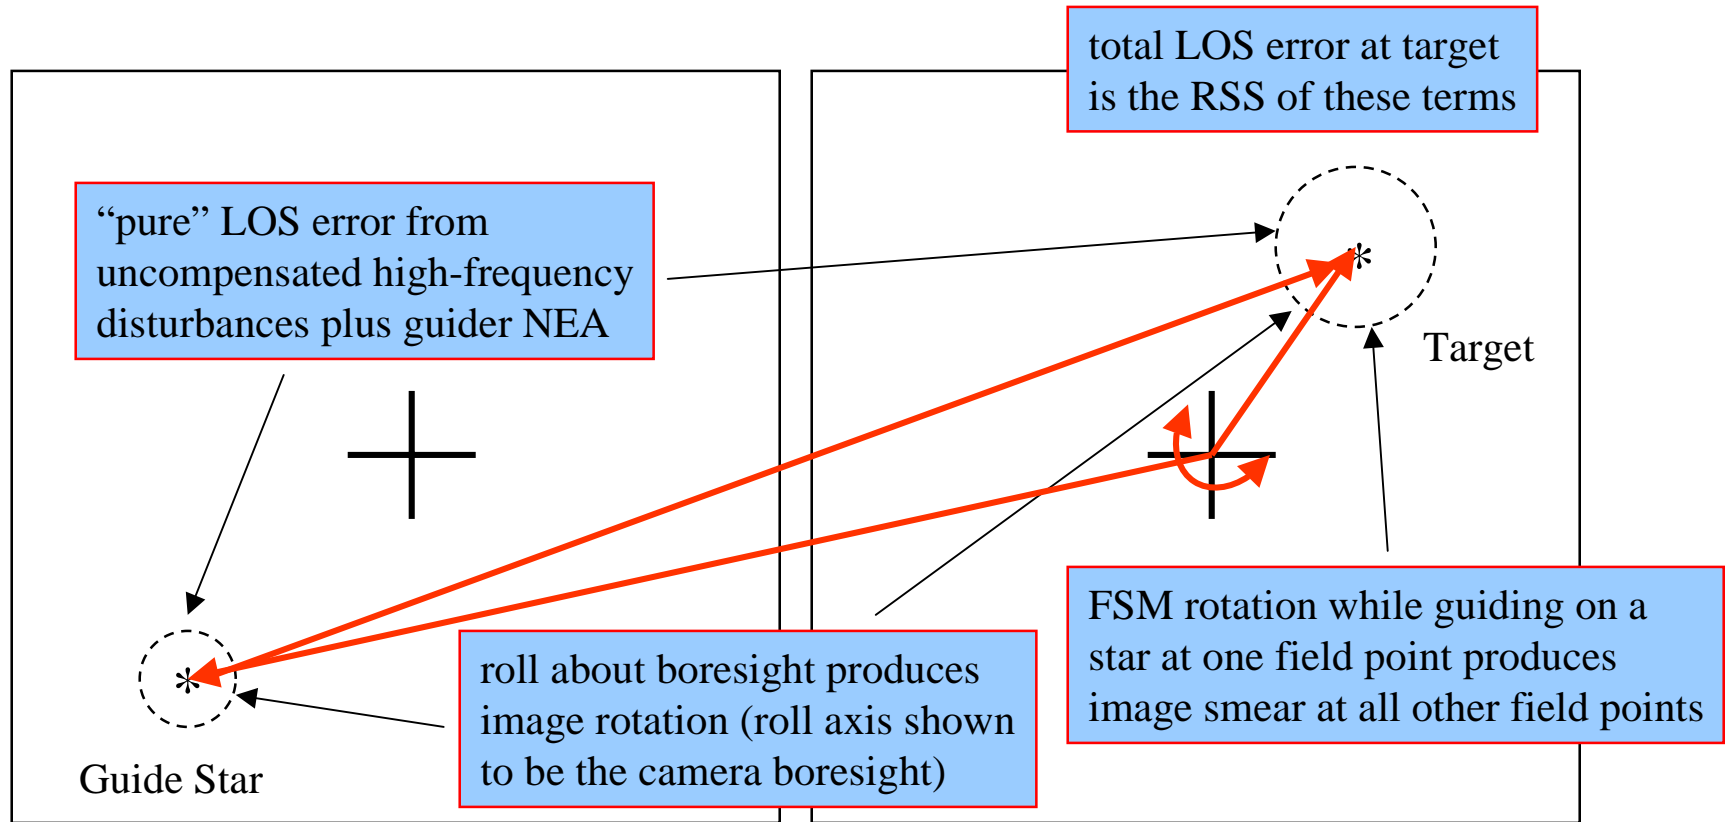 total LOS error at target
is the RSS of these terms
“pure” LOS error from
uncompensated high-frequency
disturbances plus guider NEA
*
Target
*
Guide Star
roll about boresight produces
image rotation (roll axis shown
to be the camera boresight)
FSM rotation while guiding on a
star at one field point produces
image smear at all other field points